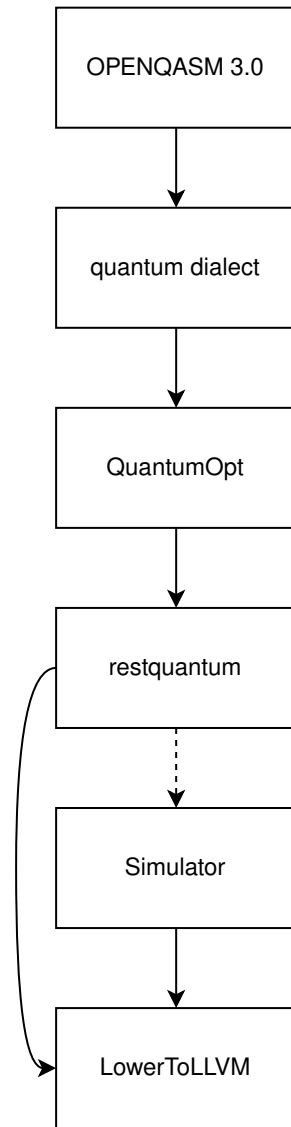 OPENQASM 3.0
quantum dialect
QuantumOpt
restquantum
Simulator
LowerToLLVM